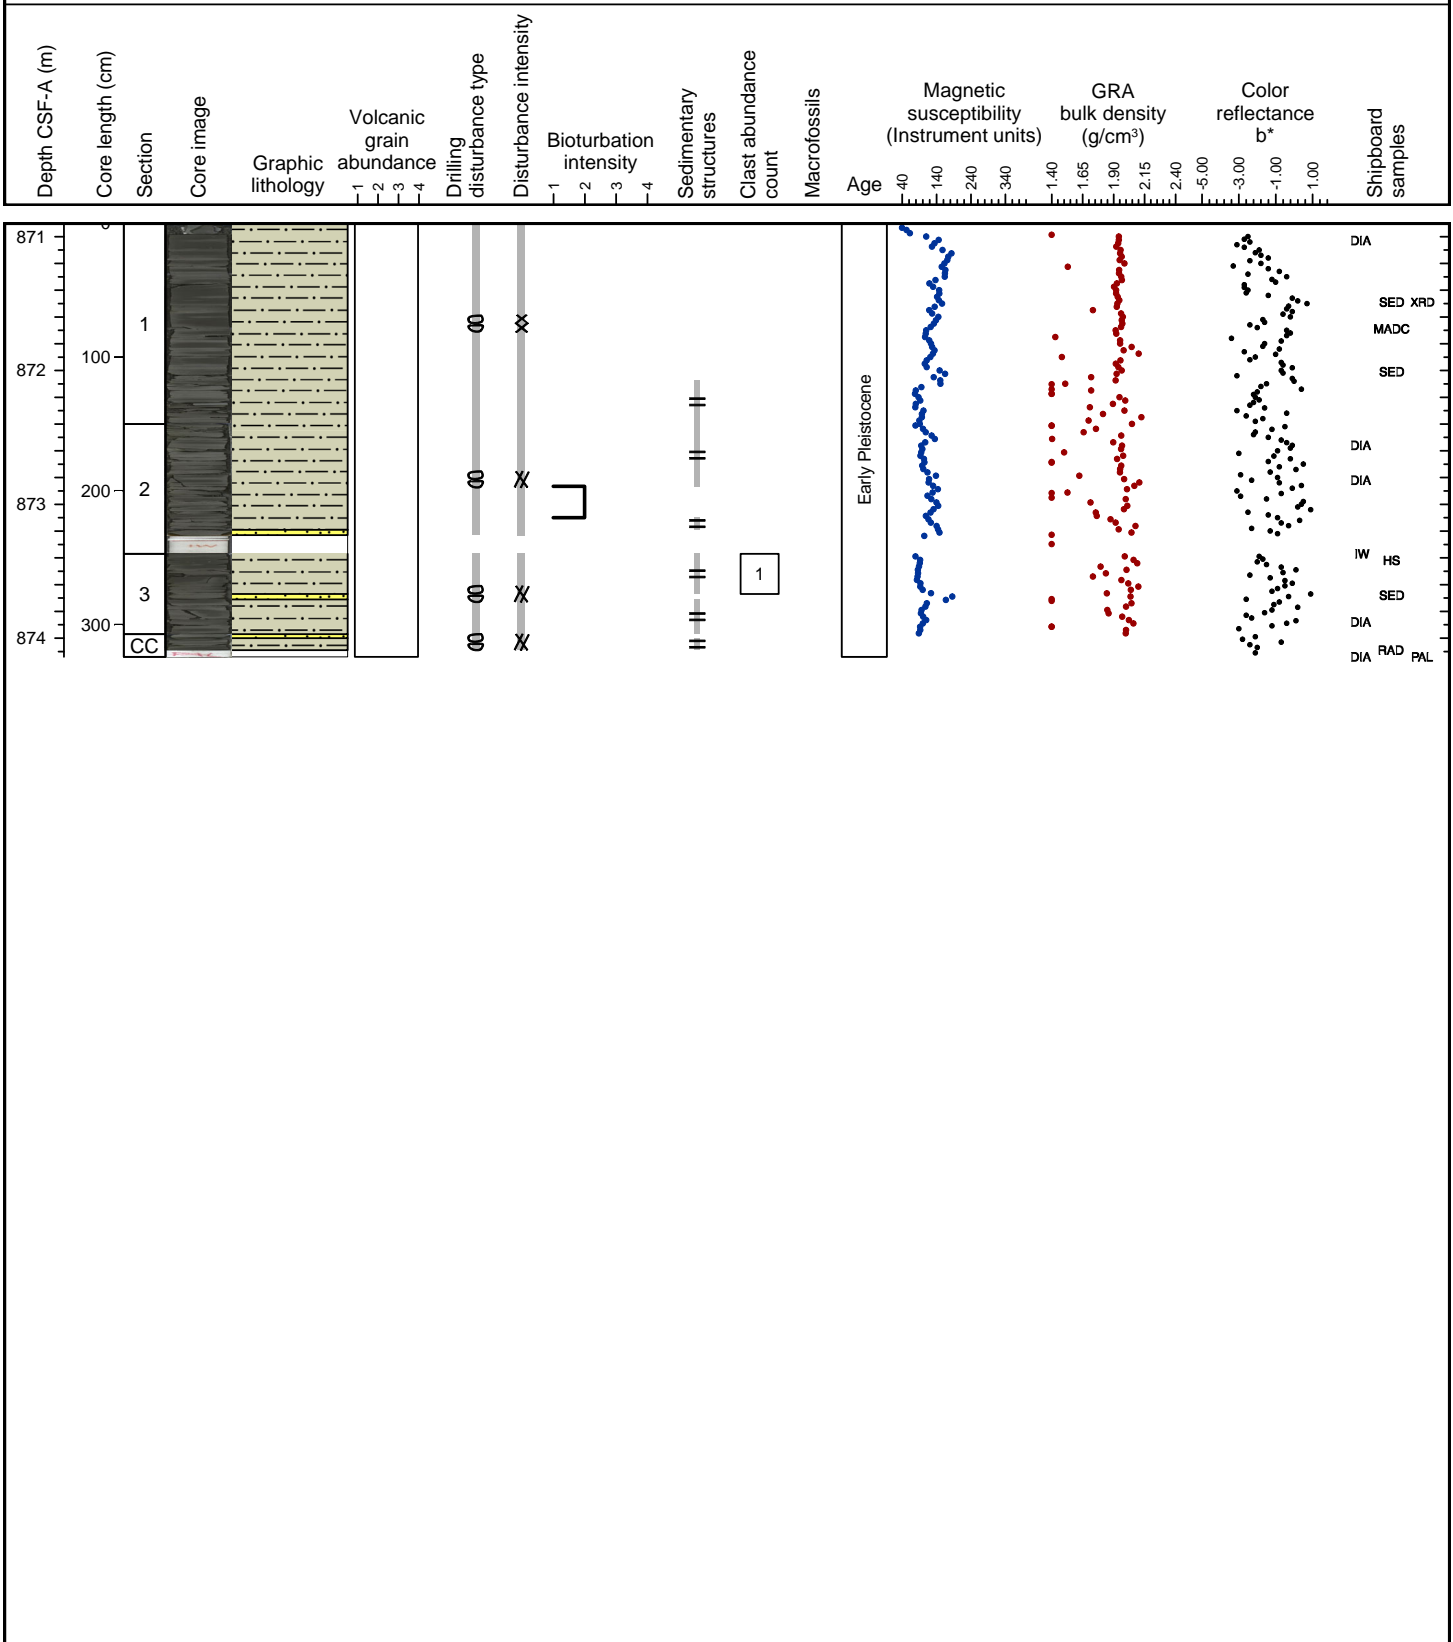 Depth CSF-A (m)
Core length (cm)
Section
Core image
Graphic
lithology
Volcanic
grain
abundance
1 2 3 4
Drilling
disturbance type
Disturbance intensity
Bioturbation
intensity
1 2 3 4
Sedimentary
structures
Clast abundance
count
Macrofossils
Age
Magnetic
susceptibility
(Instrument units)
40 140 240 340
GRA
bulk density
(g/cm³)
1.40 1.65 1.90 2.15 2.40
Color
reflectance
b*
-5.00 -3.00 -1.00 1.00
Shipboard
samples
871
872
873
874
0
100
200
300
1
2
3
CC
1
Early Pleistocene
DIA
SED XRD
MADC
SED
DIA
DIA
IW HS
SED
DIA
RAD
DIA PAL